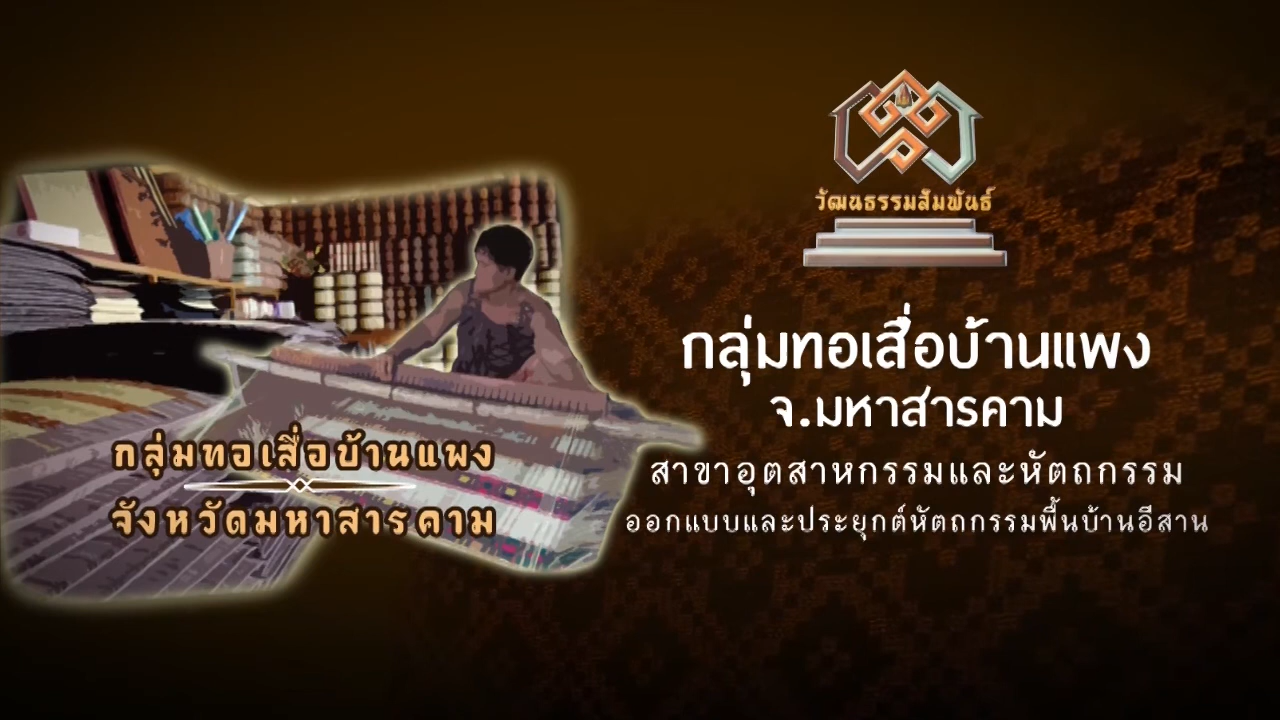 วัฒนธรรมสัมพันธ์
กลุ่มทอเสื่อบ้านแพง
จ.มหาสารคาม
สาขาอุตสาหกรรมและหัตถกรรม
ออกแบบและประยุกต์หัตถกรรมพื้นบ้านอีสาน
กลุ่มทอเสื่อบ้านแพง
จังหวัดมหาสารคาม